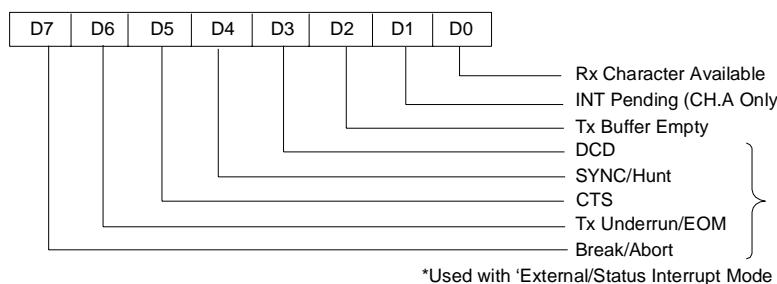 D7 D6 D5 D4 D3 D2 D1 D0
Rx Character Available
INT Pending (CH.A Only
Tx Buffer Empty
DCD
SYNC/Hunt
CTS
Tx Underrun/EOM
Break/Abort
*Used with ‘External/Status Interrupt Mode